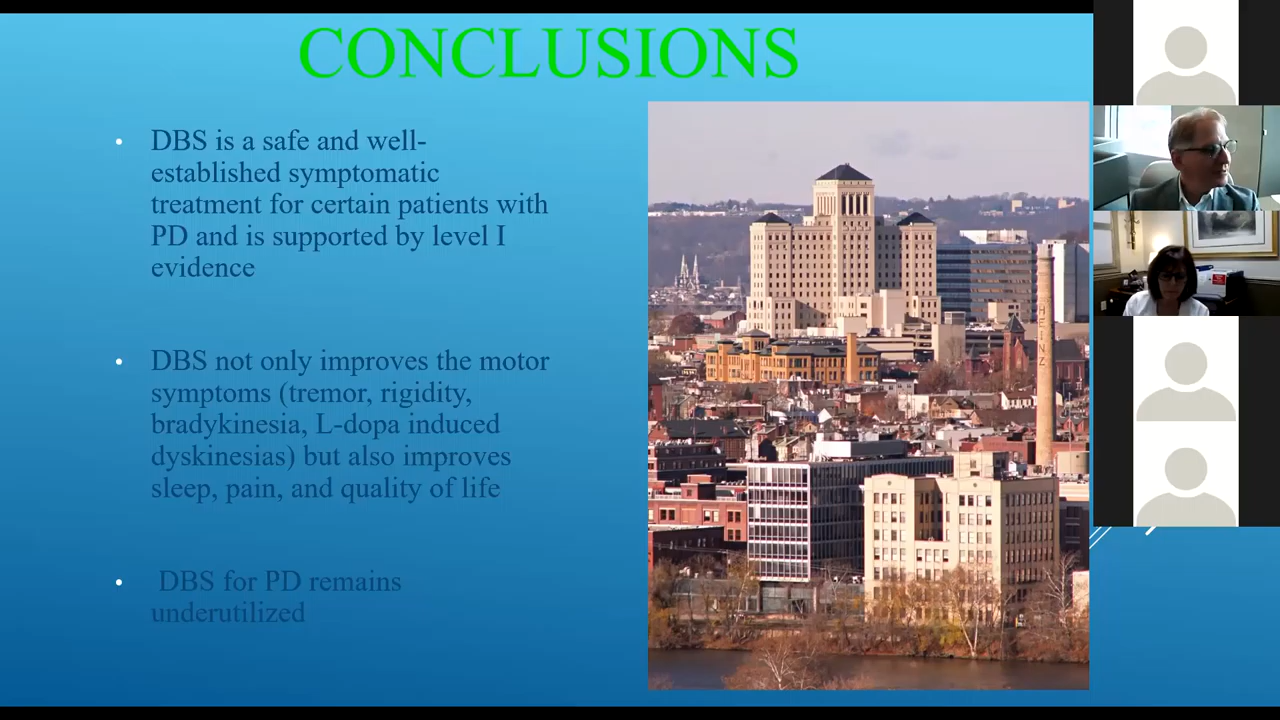 CONCLUSIONS
• DBS is a safe and well-
established symptomatic
treatment for certain patients with
PD and is supported by level I
evidence
• DBS not only improves the motor
symptoms (tremor, rigidity,
bradykinesia, L-dopa induced
dyskinesias) but also improves
sleep, pain, and quality of life
• DBS for PD remains
underutilized
HEINZ